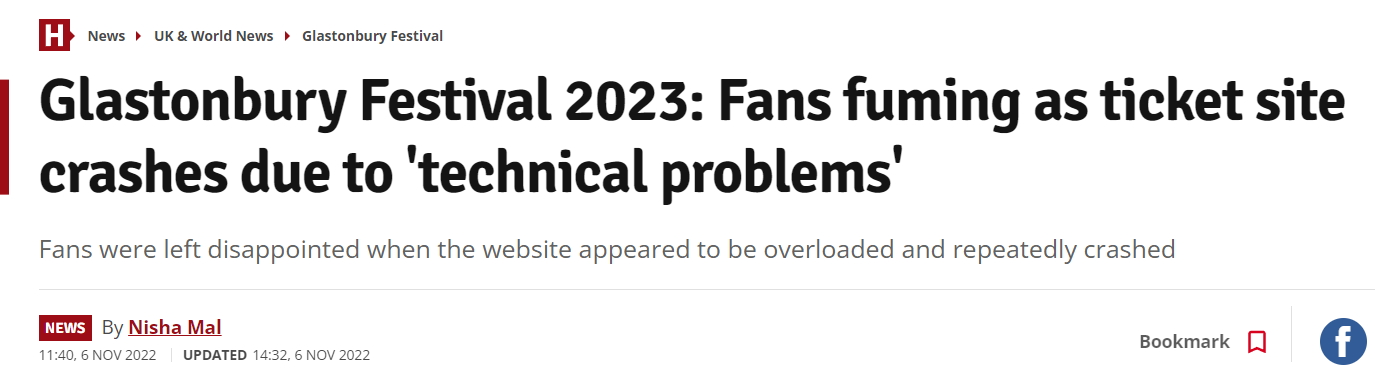 H News UK & World News Glastonbury Festival
Glastonbury Festival 2023: Fans fuming as ticket site
crashes due to 'technical problems'
Fans were left disappointed when the website appeared to be overloaded and repeatedly crashed
NEWS By Nisha Mal
11:40, 6 NOV 2022 UPDATED 14:32, 6 NOV 2022
Bookmark f